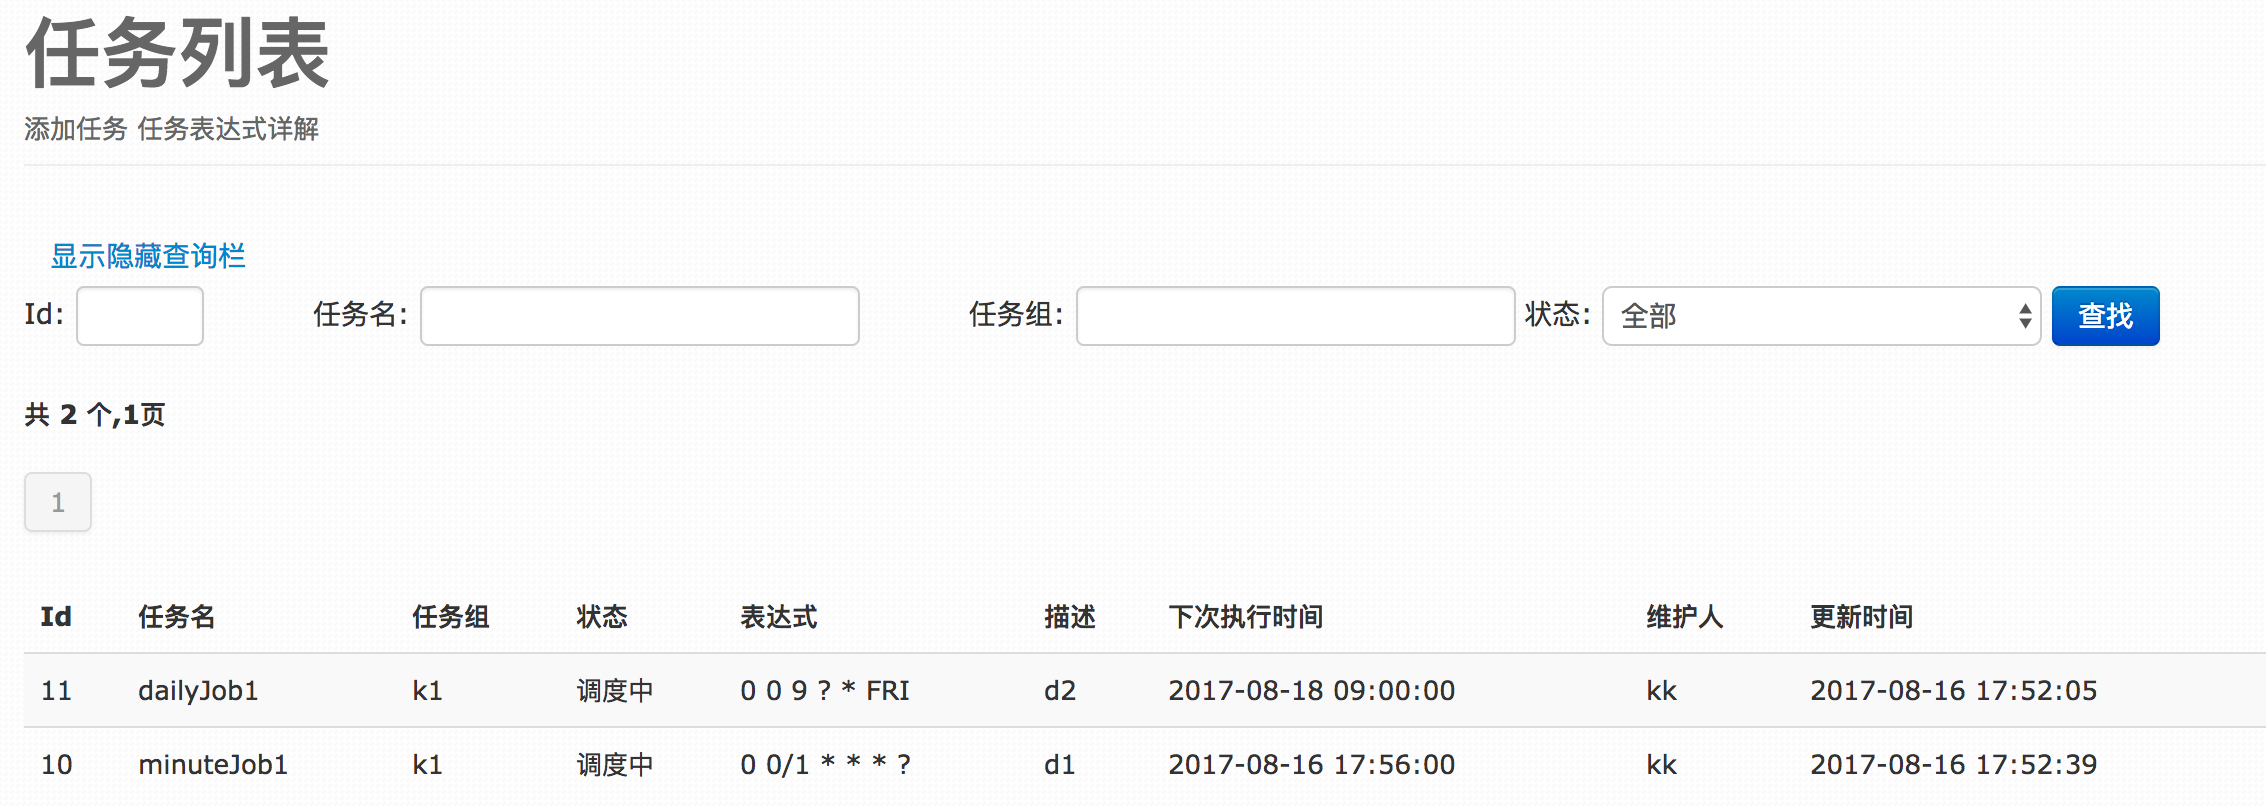 任务列表
添加任务 任务表达式详解
显示隐藏查询栏
Id: 任务名: 任务组: 状态: 全部 查找
共 2 个,1页
1
Id 任务名 任务组 状态 表达式 描述 下次执行时间 维护人 更新时间
11 dailyJob1 k1 调度中 0 0 9 ? * FRI d2 2017-08-18 09:00:00 kk 2017-08-16 17:52:05
10 minuteJob1 k1 调度中 0 0/1 * * * ? d1 2017-08-16 17:56:00 kk 2017-08-16 17:52:39